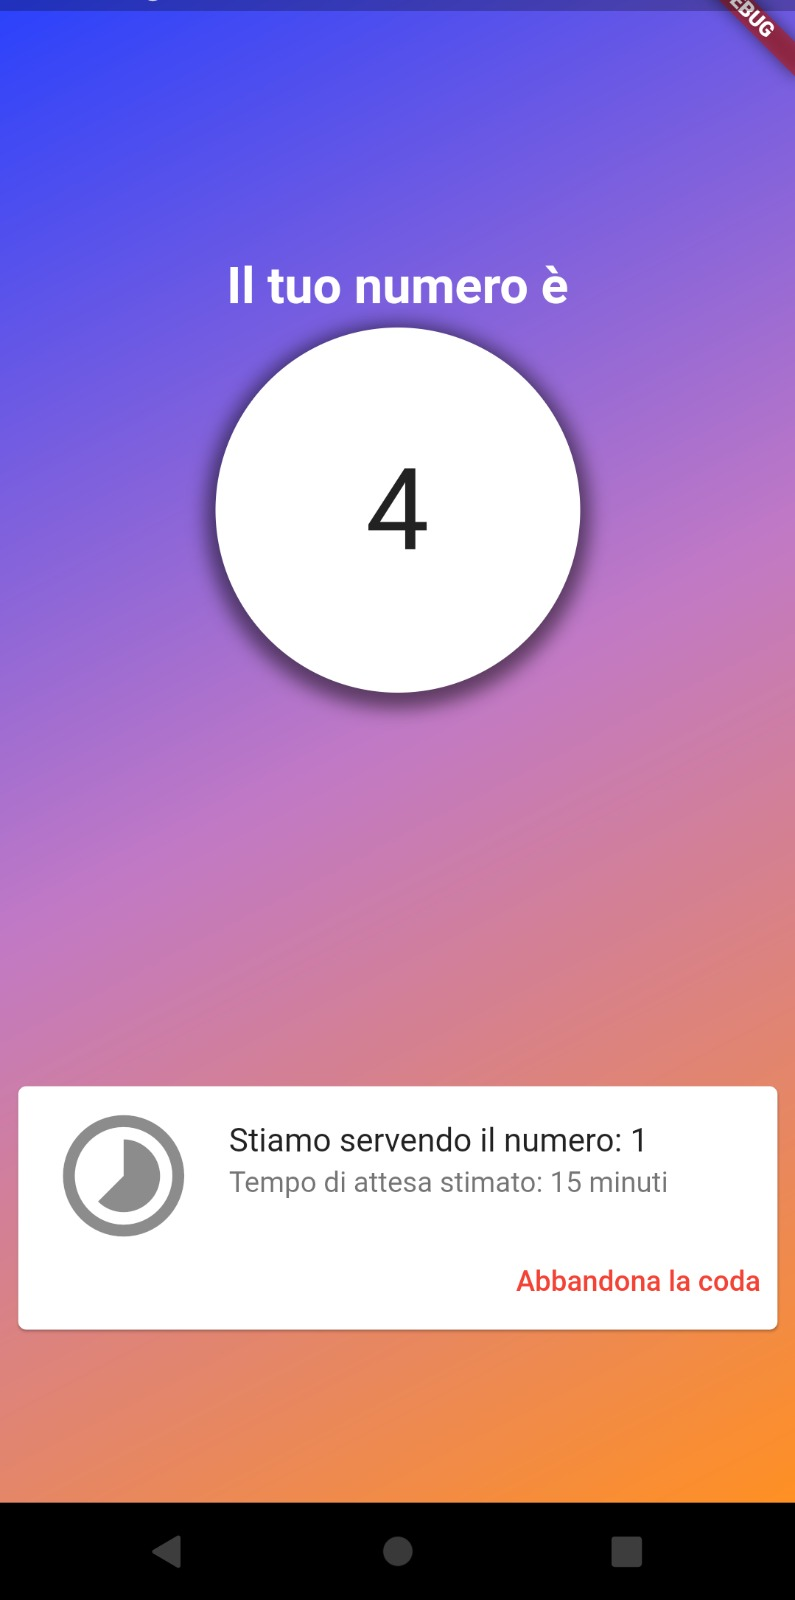 Il tuo numero è
4
Stiamo servendo il numero: 1
Tempo di attesa stimato: 15 minuti
Abbandona la coda